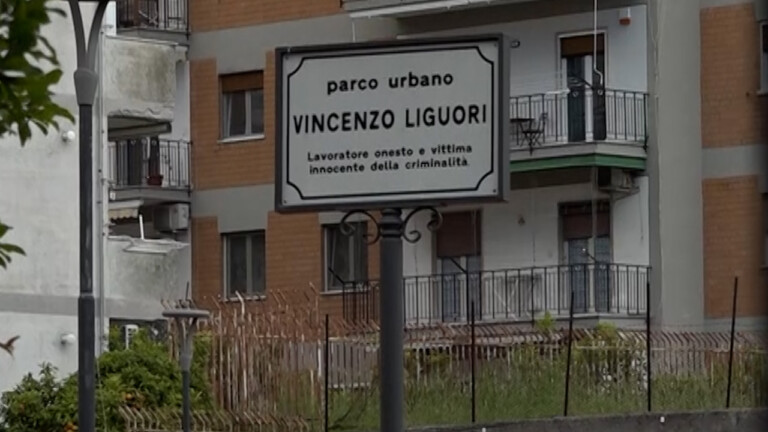 parco urbano
VINCENZO LIGUORI
Lavoratore onesto e vittima
innocente della criminalità.